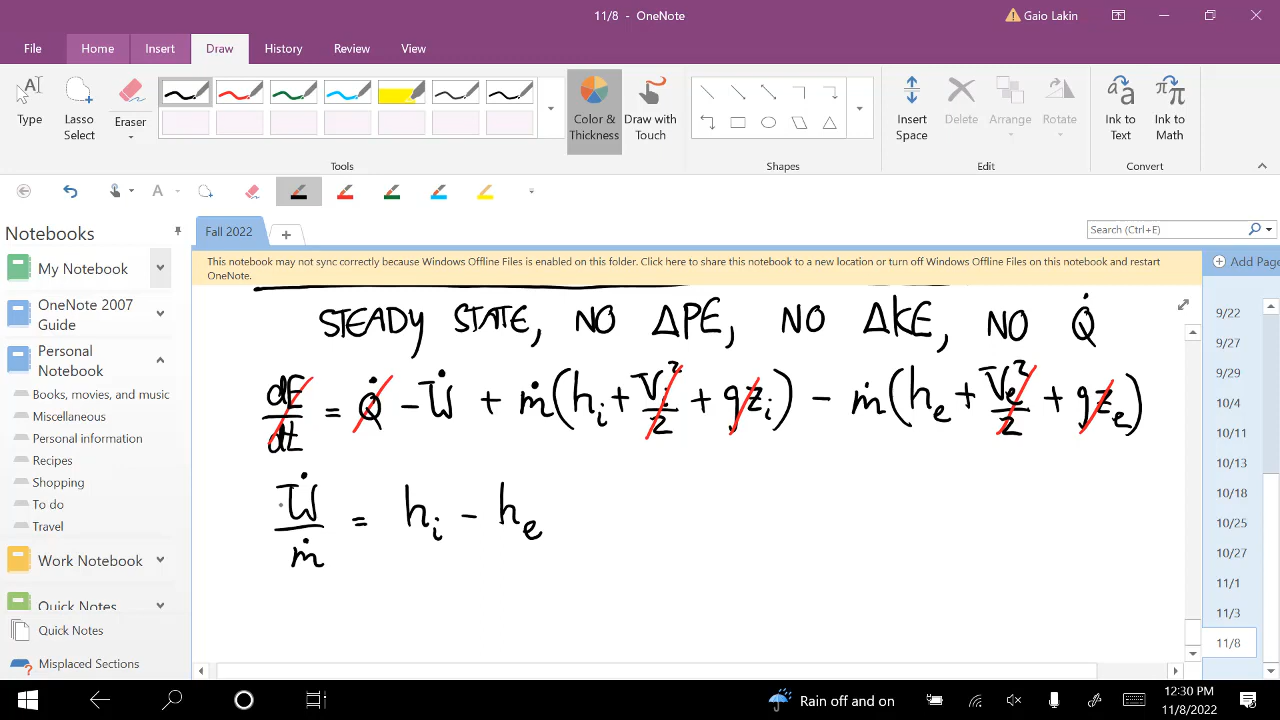 11/8 - OneNote
Gaio Lakin
File Home Insert Draw History Review View
Type
Lasso Select
Eraser
Color & Thickness
Draw with Touch
Insert Space
Delete
Arrange
Rotate
Ink to Text
Ink to Math
Tools
Shapes
Edit
Convert
Notebooks
My Notebook
OneNote 2007 Guide
Personal Notebook
Books, movies, and music
Miscellaneous
Personal information
Recipes
Shopping
To do
Travel
Work Notebook
Quick Notes
Quick Notes
Misplaced Sections
Fall 2022
Search (Ctrl+E)
This notebook may not sync correctly because Windows Offline Files is enabled on this folder. Click here to share this notebook to a new location or turn off Windows Offline Files on this notebook and restart
OneNote.
STEADY STATE, NO ΔPE, NO ΔKE, NO Q̇
dE/dt = Q̇ - Ẇ + ṁ(hᵢ + Vᵢ²/2 + gzᵢ) - ṁ(hₑ + Vₑ²/2 + gzₑ)
Ẇ/ṁ = hᵢ - hₑ
Add Page
9/22
9/27
9/29
10/4
10/11
10/13
10/18
10/25
10/27
11/1
11/3
11/8
Rain off and on
12:30 PM
11/8/2022